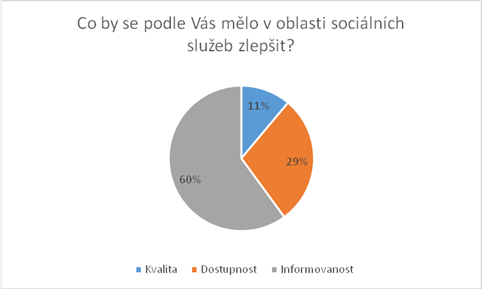 Co by se podle Vás mělo v oblasti sociálních
služeb zlepšit?
11%
29%
60%
Kvalita Dostupnost Informovanost